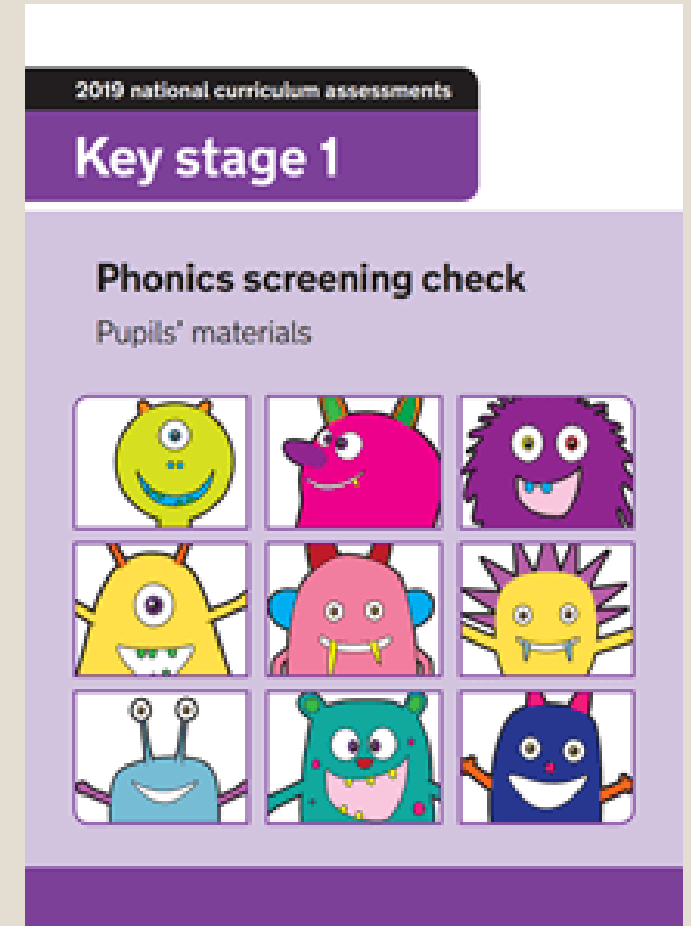 2019 national curriculum assessments
Key stage 1
Phonics screening check
Pupils' materials